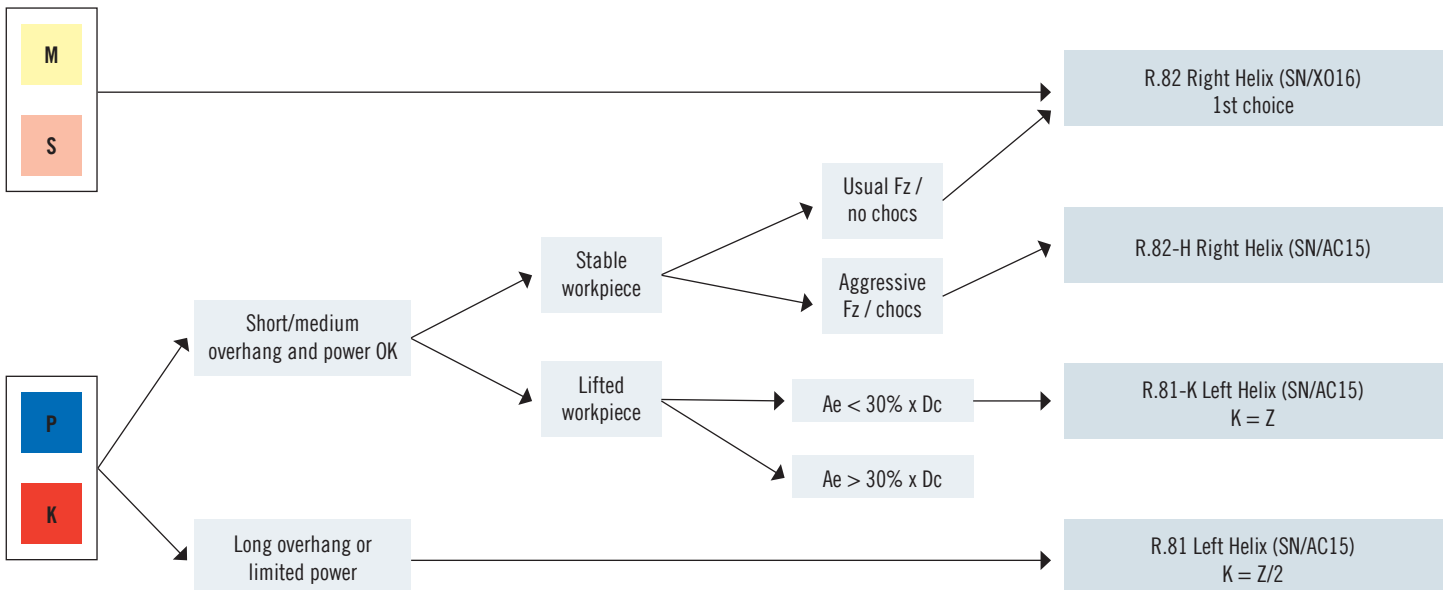 M
S
R.82 Right Helix (SN/XO16)
1st choice
Usual Fz /
no chocs
R.82-H Right Helix (SN/AC15)
Stable
workpiece
Aggressive
Fz / chocs
Short/medium
overhang and power OK
Lifted
workpiece
Ae < 30% x Dc
R.81-K Left Helix (SN/AC15)
K = Z
P
K
Ae > 30% x Dc
Long overhang or
limited power
R.81 Left Helix (SN/AC15)
K = Z/2